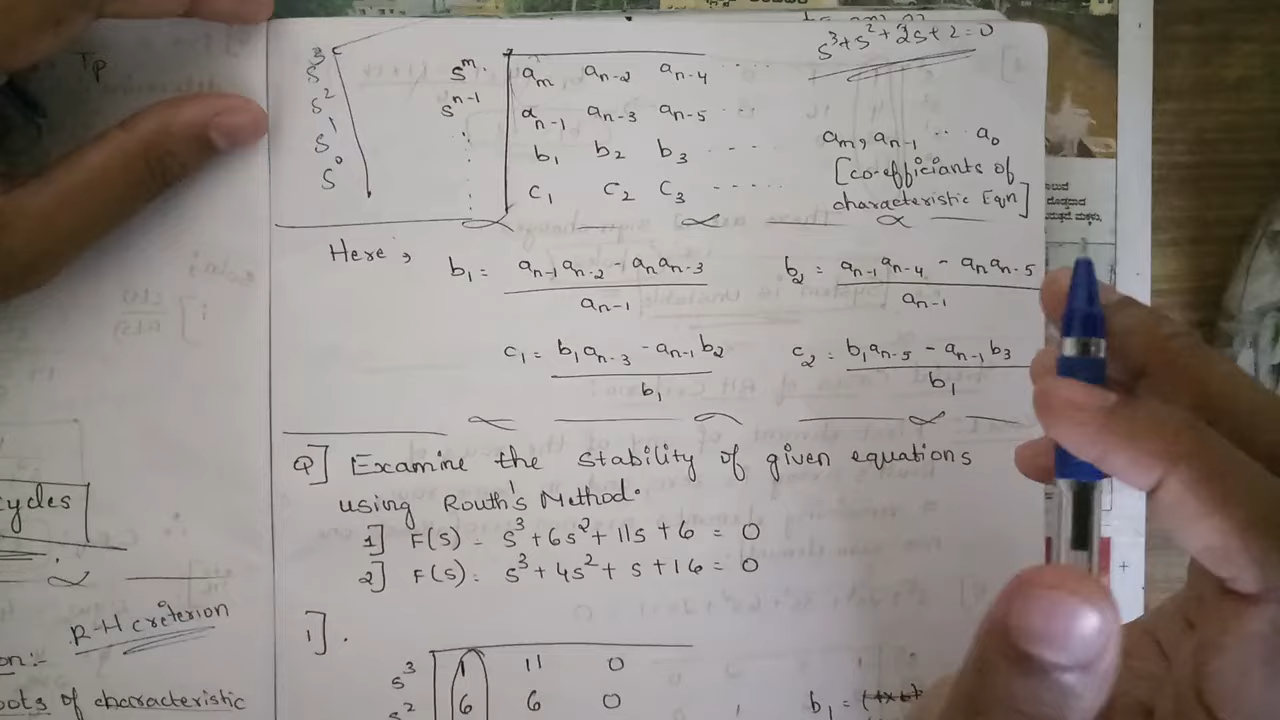 Tp
cycles
R-H criterion
on:-
oots of characteristic
s³+s²+2s+2=0
s³
s²
s¹
s⁰
sⁿ. aₙ aₙ₋₂ aₙ₋₄ ....
sⁿ⁻¹ aₙ₋₁ aₙ₋₃ aₙ₋₅ ...
b₁ b₂ b₃ ----
c₁ c₂ c₃ -----
aₙ, aₙ₋₁ .. a₀
[co-efficiants of
characteristic Eqn]
Here,
b₁ = (aₙ₋₁aₙ₋₂ - aₙaₙ₋₃) / aₙ₋₁
b₂ = (aₙ₋₁aₙ₋₄ - aₙaₙ₋₅) / aₙ₋₁
c₁ = (b₁aₙ₋₃ - aₙ₋₁b₂) / b₁
c₂ = (b₁aₙ₋₅ - aₙ₋₁b₃) / b₁
Q] Examine the stability of given equations
using Routh's Method.
1] F(s) = s³+6s²+11s+6 = 0
2] F(s) = s³+4s²+s+16 = 0
1].
s³ 1 11 0
s² 6 6 0
b₁ =